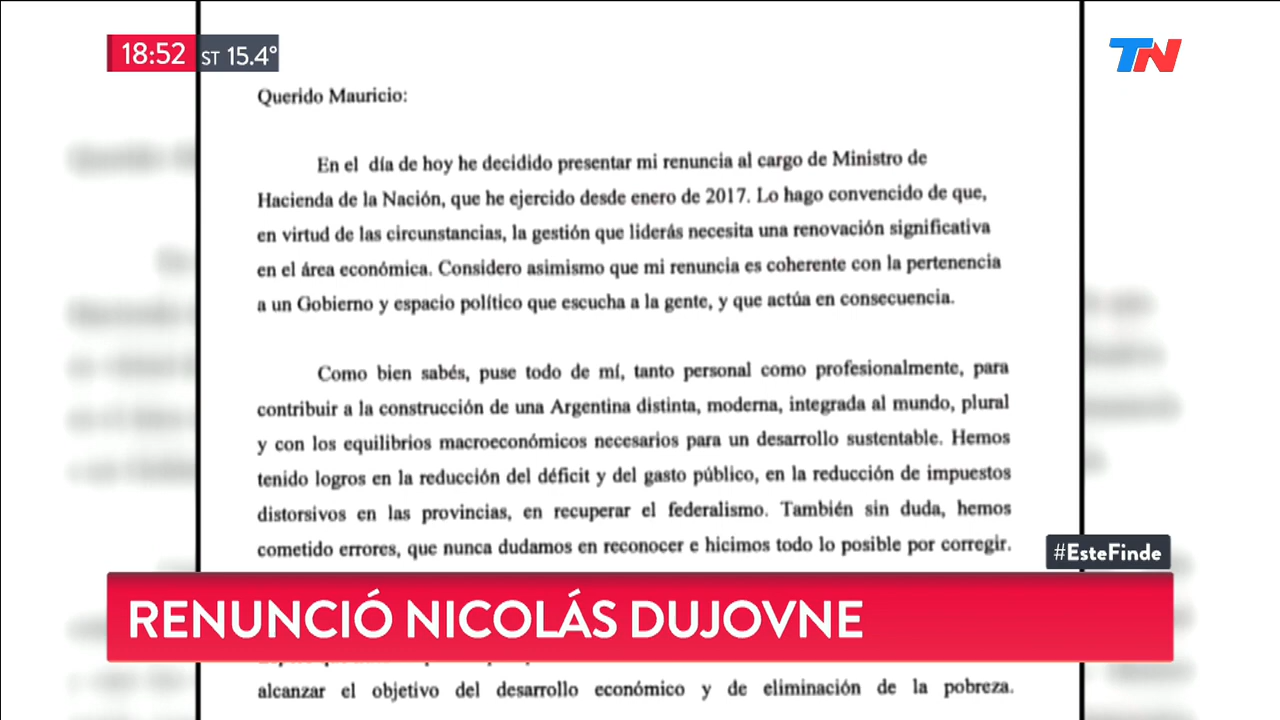 18:52 ST 15.4°
TN
Querido Mauricio:
En el día de hoy he decidido presentar mi renuncia al cargo de Ministro de
Hacienda de la Nación, que he ejercido desde enero de 2017. Lo hago convencido de que,
en virtud de las circunstancias, la gestión que liderás necesita una renovación significativa
en el área económica. Considero asimismo que mi renuncia es coherente con la pertenencia
a un Gobierno y espacio político que escucha a la gente, y que actúa en consecuencia.
Como bien sabés, puse todo de mí, tanto personal como profesionalmente, para
contribuir a la construcción de una Argentina distinta, moderna, integrada al mundo, plural
y con los equilibrios macroeconómicos necesarios para un desarrollo sustentable. Hemos
tenido logros en la reducción del déficit y del gasto público, en la reducción de impuestos
distorsivos en las provincias, en recuperar el federalismo. También sin duda, hemos
cometido errores, que nunca dudamos en reconocer e hicimos todo lo posible por corregir.
#EsteFinde
RENUNCIÓ NICOLÁS DUJOVNE
alcanzar el objetivo del desarrollo económico y de eliminación de la pobreza.